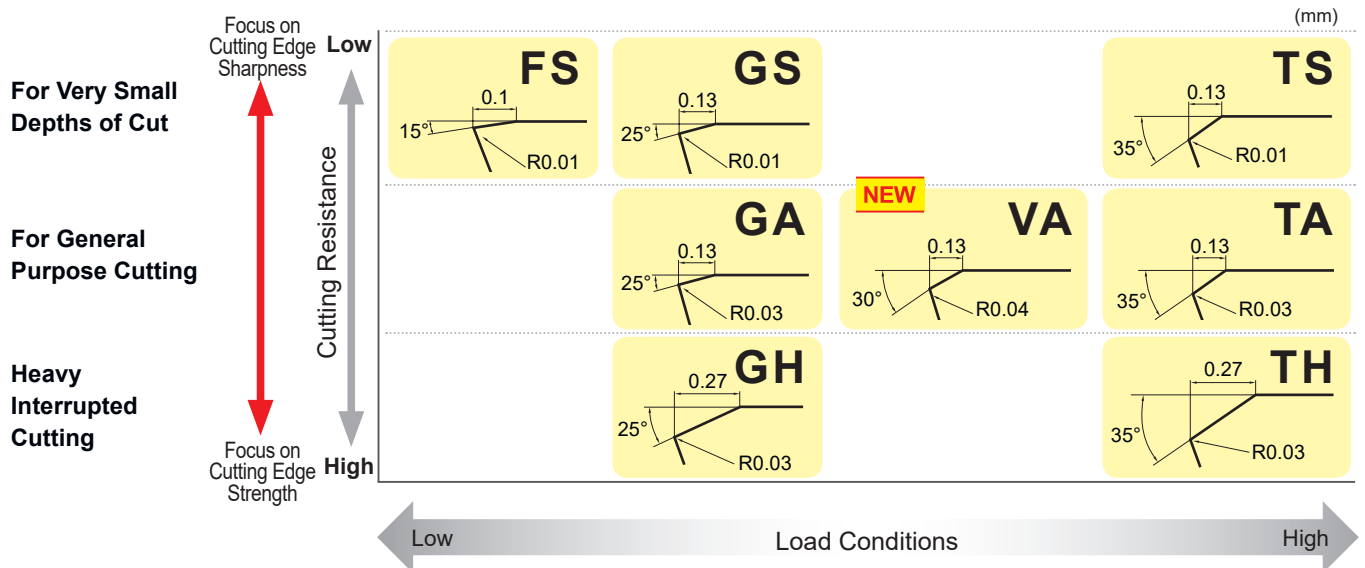 (mm)
Focus on
Cutting Edge
Sharpness
Low
For Very Small
Depths of Cut
FS
0.1
15°
R0.01
GS
0.13
25°
R0.01
TS
0.13
35°
R0.01
Cutting Resistance
For General
Purpose Cutting
GA
0.13
25°
R0.03
NEW
VA
0.13
30°
R0.04
TA
0.13
35°
R0.03
Heavy
Interrupted
Cutting
GH
0.27
25°
R0.03
TH
0.27
35°
R0.03
Focus on
Cutting Edge
Strength
High
Low
Load Conditions
High